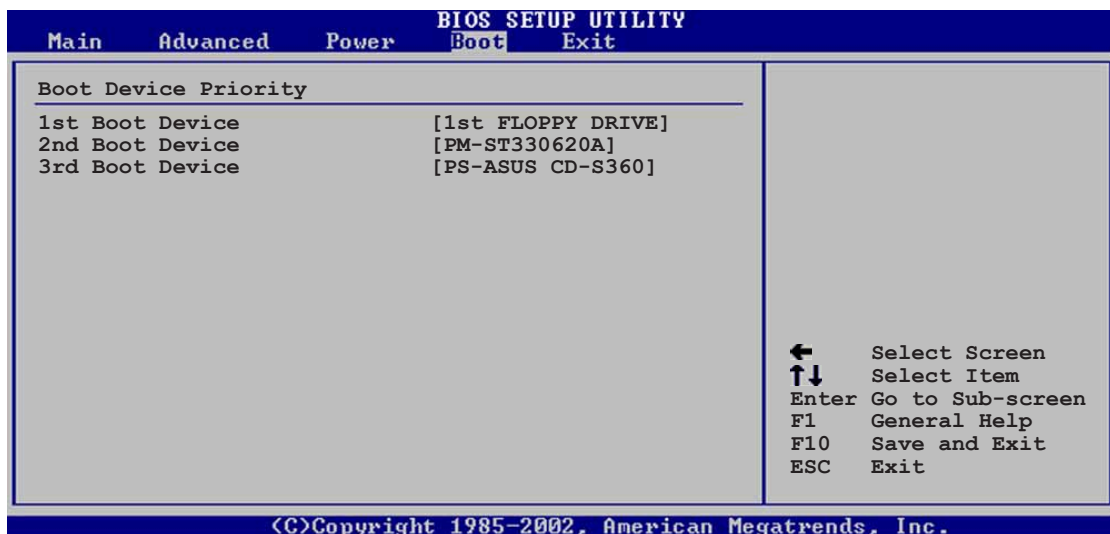 BIOS SETUP UTILITY
Main Advanced Power Boot Exit
Boot Device Priority
1st Boot Device [1st FLOPPY DRIVE]
2nd Boot Device [PM-ST330620A]
3rd Boot Device [PS-ASUS CD-S360]
← Select Screen
↑↓ Select Item
Enter Go to Sub-screen
F1 General Help
F10 Save and Exit
ESC Exit
(C)Copyright 1985-2002, American Megatrends, Inc.